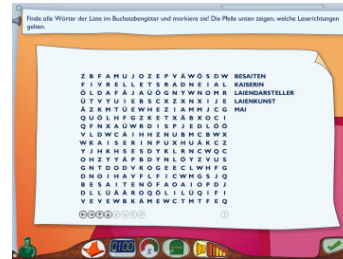 Finde alle Wörter der Liste im Buchstabengitter und markiere sie! Die Pfeile unten zeigen, welche Leserichtungen
gelten.
Z B F A M U J O Z E P V Ä W Ö S D W BESAITEN
F I V R E L L E T S R A D N E I A L KAISERIN
Ö L D A F Ä J A Ü Ö G N Y W N O M R LAIENDARSTELLER
Ü T V Y U I E B S C X Z X N X I J E LAIENKUNST
Ä Z K M T Ü E W H E Z I A M M J C G MAI
Q U Ö L H F G Z K E T X Ä B X O C I
Q F N X A Ü W R D I S P J E D L Ö Ö
V L D W C Ä I H H Z N U B M C B W X
W K A I S E R I N P U X H U Ä K C Z
Y J H K H S E S D Y K L R N C W Q C
O H Z Y Y Ä P B D Y N L Ö Y Z V U S
G N D T O D V K O G E E C L W H F G
D N O I H A V F L F I C W M G S J Q
B E S A I T E N Ö F A O A I O P D J
D L L Ü Ä Ä R O Q Ö L I L Ü Q I F I
V E V E W B K Ä M E W C T M T F E Q